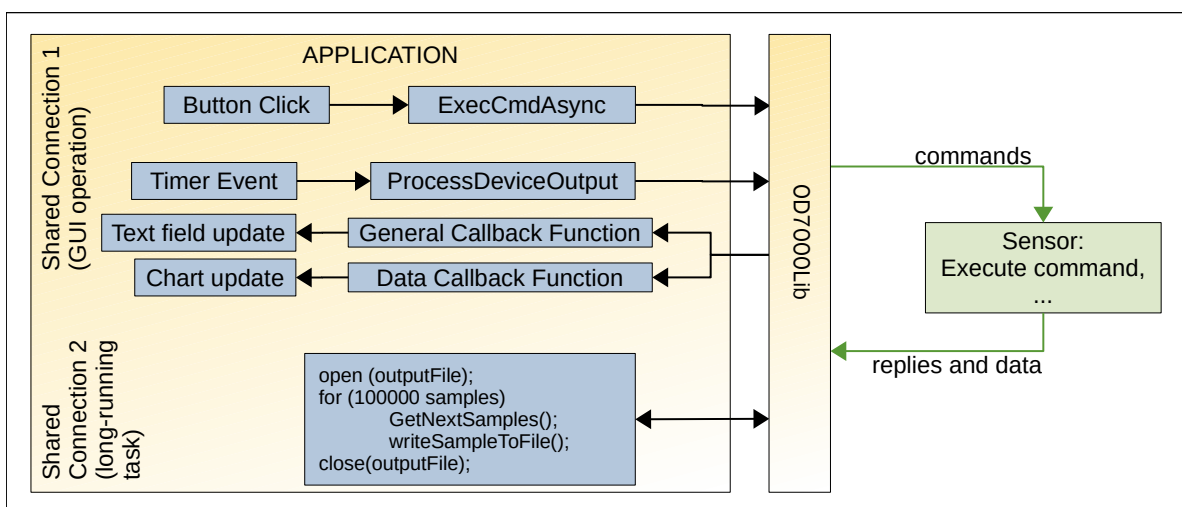 APPLICATION
Shared Connection 1
(GUI operation)
Button Click
ExecCmdAsync
Timer Event
ProcessDeviceOutput
Text field update
General Callback Function
Chart update
Data Callback Function
Shared
Connection 2
(long-running
task)
open (outputFile);
for (100000 samples)
GetNextSamples();
writeSampleToFile();
close(outputFile);
OD7000Lib
commands
Sensor:
Execute command,
...
replies and data